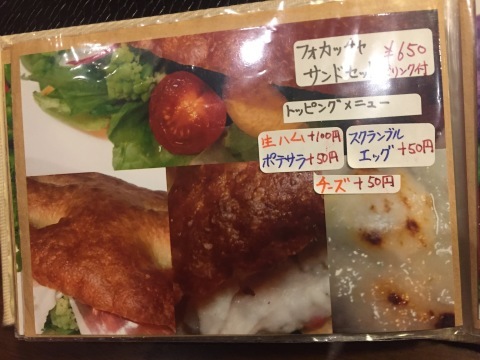 フォカッサセ ¥650
サンドセット ドリンク付
トッピングメニュー
生ハム+100円
ポテサラ+50円
スクランブル
エッグ+50円
チーズ+50円